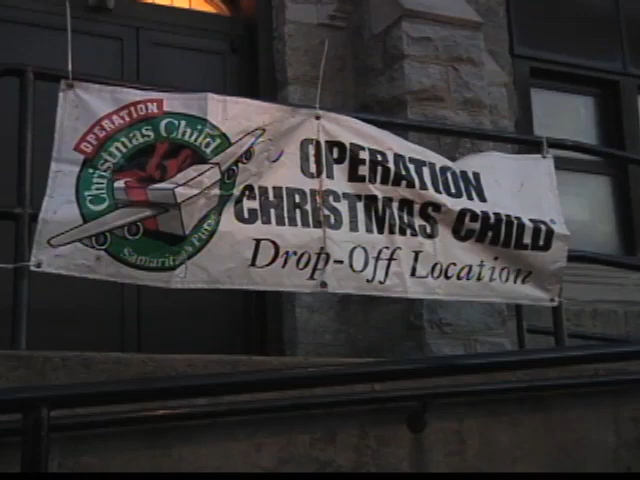 OPERATION
Christmas Child
Samaritan's Purse
OPERATION
CHRISTMAS CHILD
Drop-Off Location